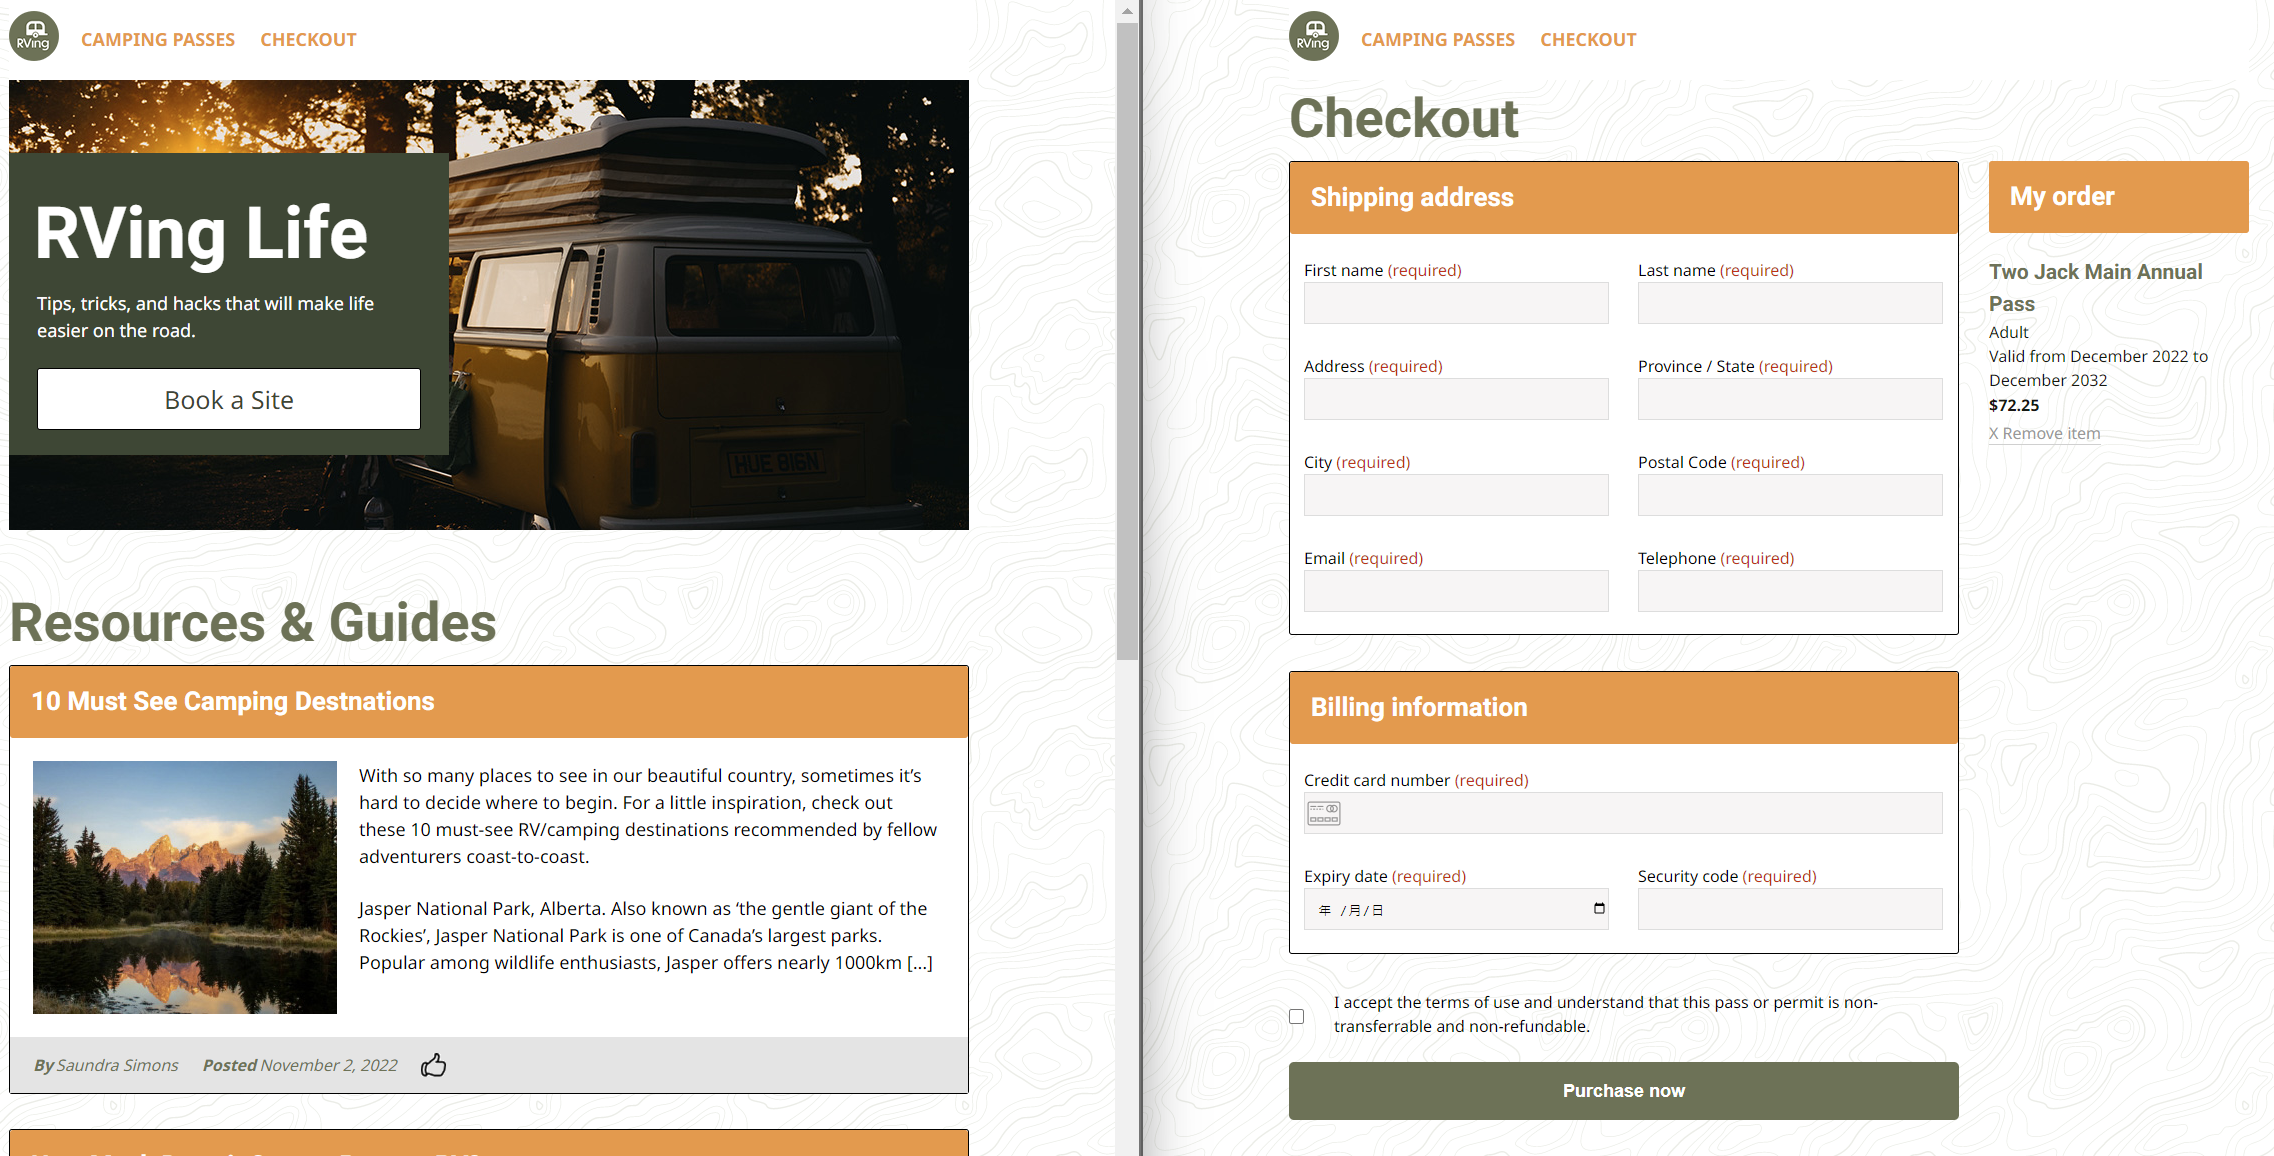 RVing
CAMPING PASSES CHECKOUT
RVing Life
Tips, tricks, and hacks that will make life
easier on the road.
Book a Site
HUE 816N
Resources & Guides
10 Must See Camping Destnations
With so many places to see in our beautiful country, sometimes it’s
hard to decide where to begin. For a little inspiration, check out
these 10 must-see RV/camping destinations recommended by fellow
adventurers coast-to-coast.
Jasper National Park, Alberta. Also known as ‘the gentle giant of the
Rockies’, Jasper National Park is one of Canada’s largest parks.
Popular among wildlife enthusiasts, Jasper offers nearly 1000km [...]
By Saundra Simons Posted November 2, 2022
RVing
CAMPING PASSES CHECKOUT
Checkout
Shipping address
First name (required) Last name (required)
Address (required) Province / State (required)
City (required) Postal Code (required)
Email (required) Telephone (required)
Billing information
Credit card number (required)
Expiry date (required) Security code (required)
年 /月/日
I accept the terms of use and understand that this pass or permit is non-
transferrable and non-refundable.
Purchase now
My order
Two Jack Main Annual
Pass
Adult
Valid from December 2022 to
December 2032
$72.25
X Remove item